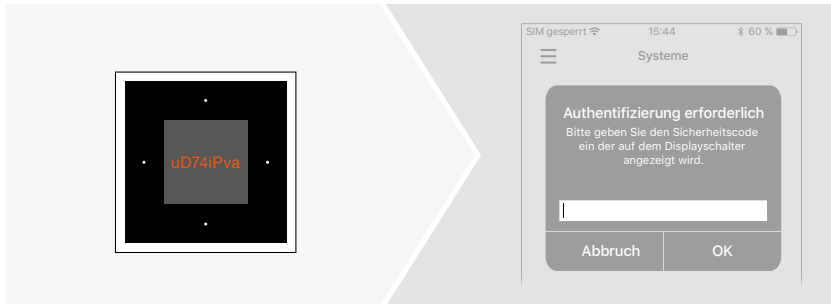 uD74iPva
SIM gesperrt 15:44 60 %
Systeme
Authentifizierung erforderlich
Bitte geben Sie den Sicherheitscode
ein der auf dem Displayschalter
angezeigt wird.
Abbruch OK